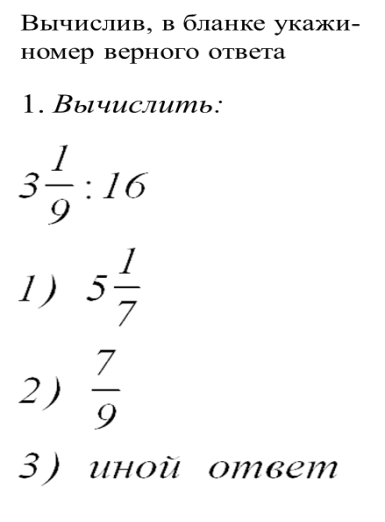 Вычислив, в бланке укажи-
номер верного ответа
1. Вычислить:
3 1/9 : 16
1) 5 1/7
2) 7/9
3) иной ответ